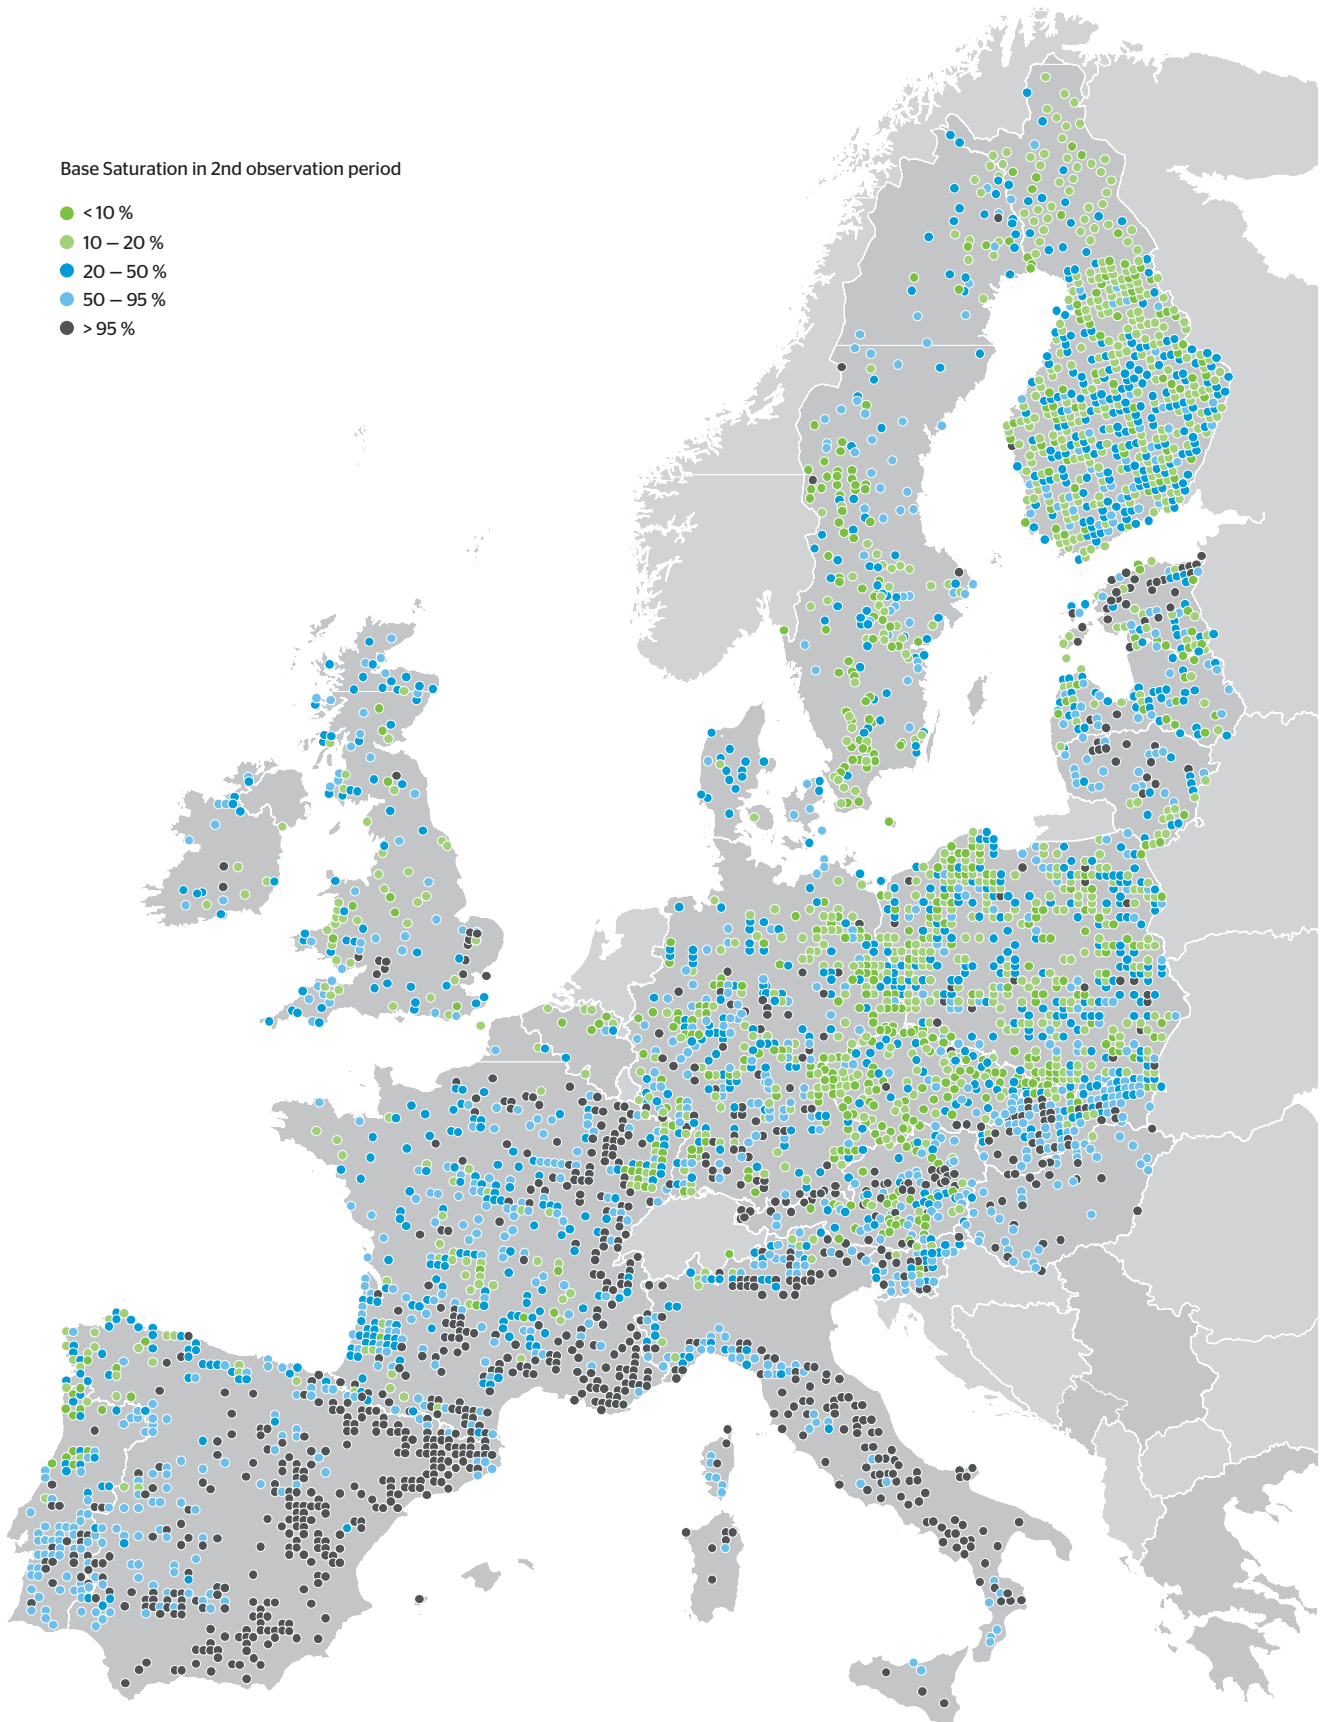 Base Saturation in 2nd observation period
< 10 %
10 – 20 %
20 – 50 %
50 – 95 %
> 95 %